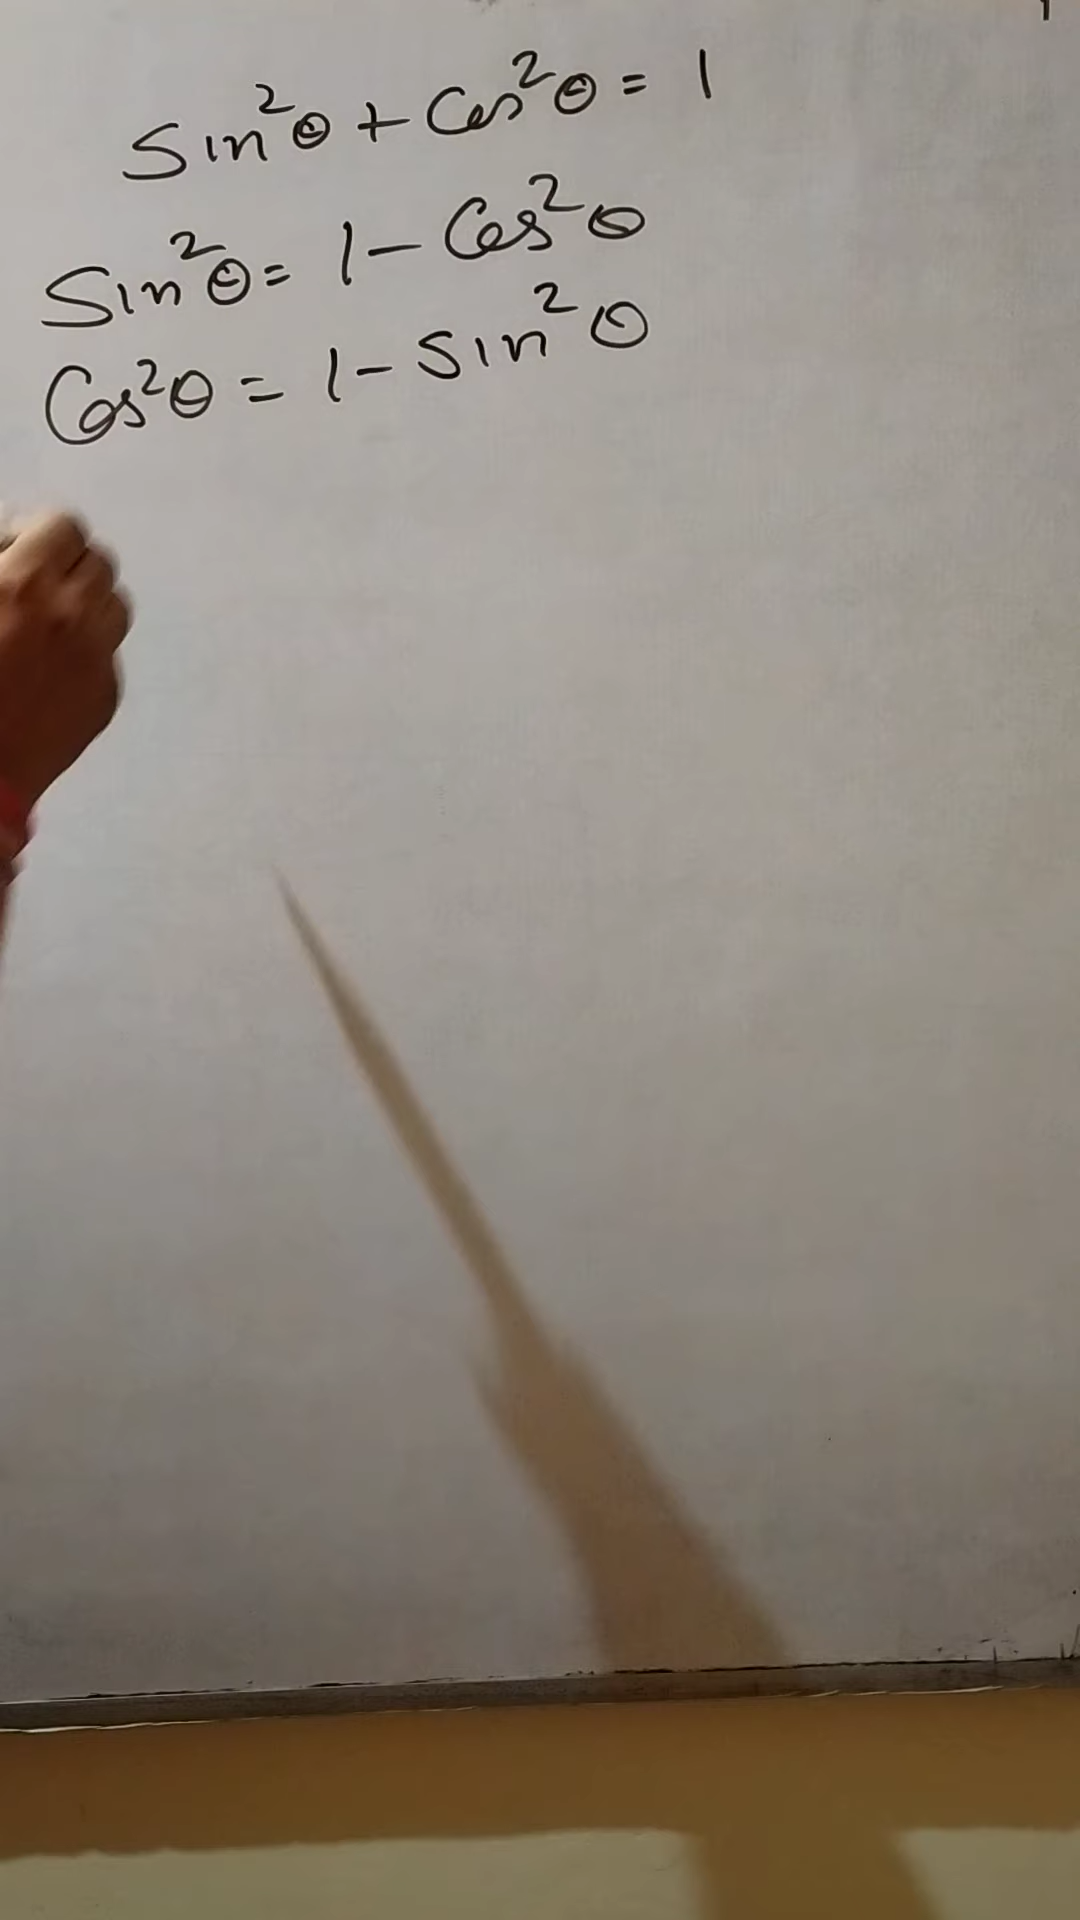 Sin²θ + Cos²θ = 1
Sin²θ = 1 - Cos²θ
Cos²θ = 1 - Sin²θ